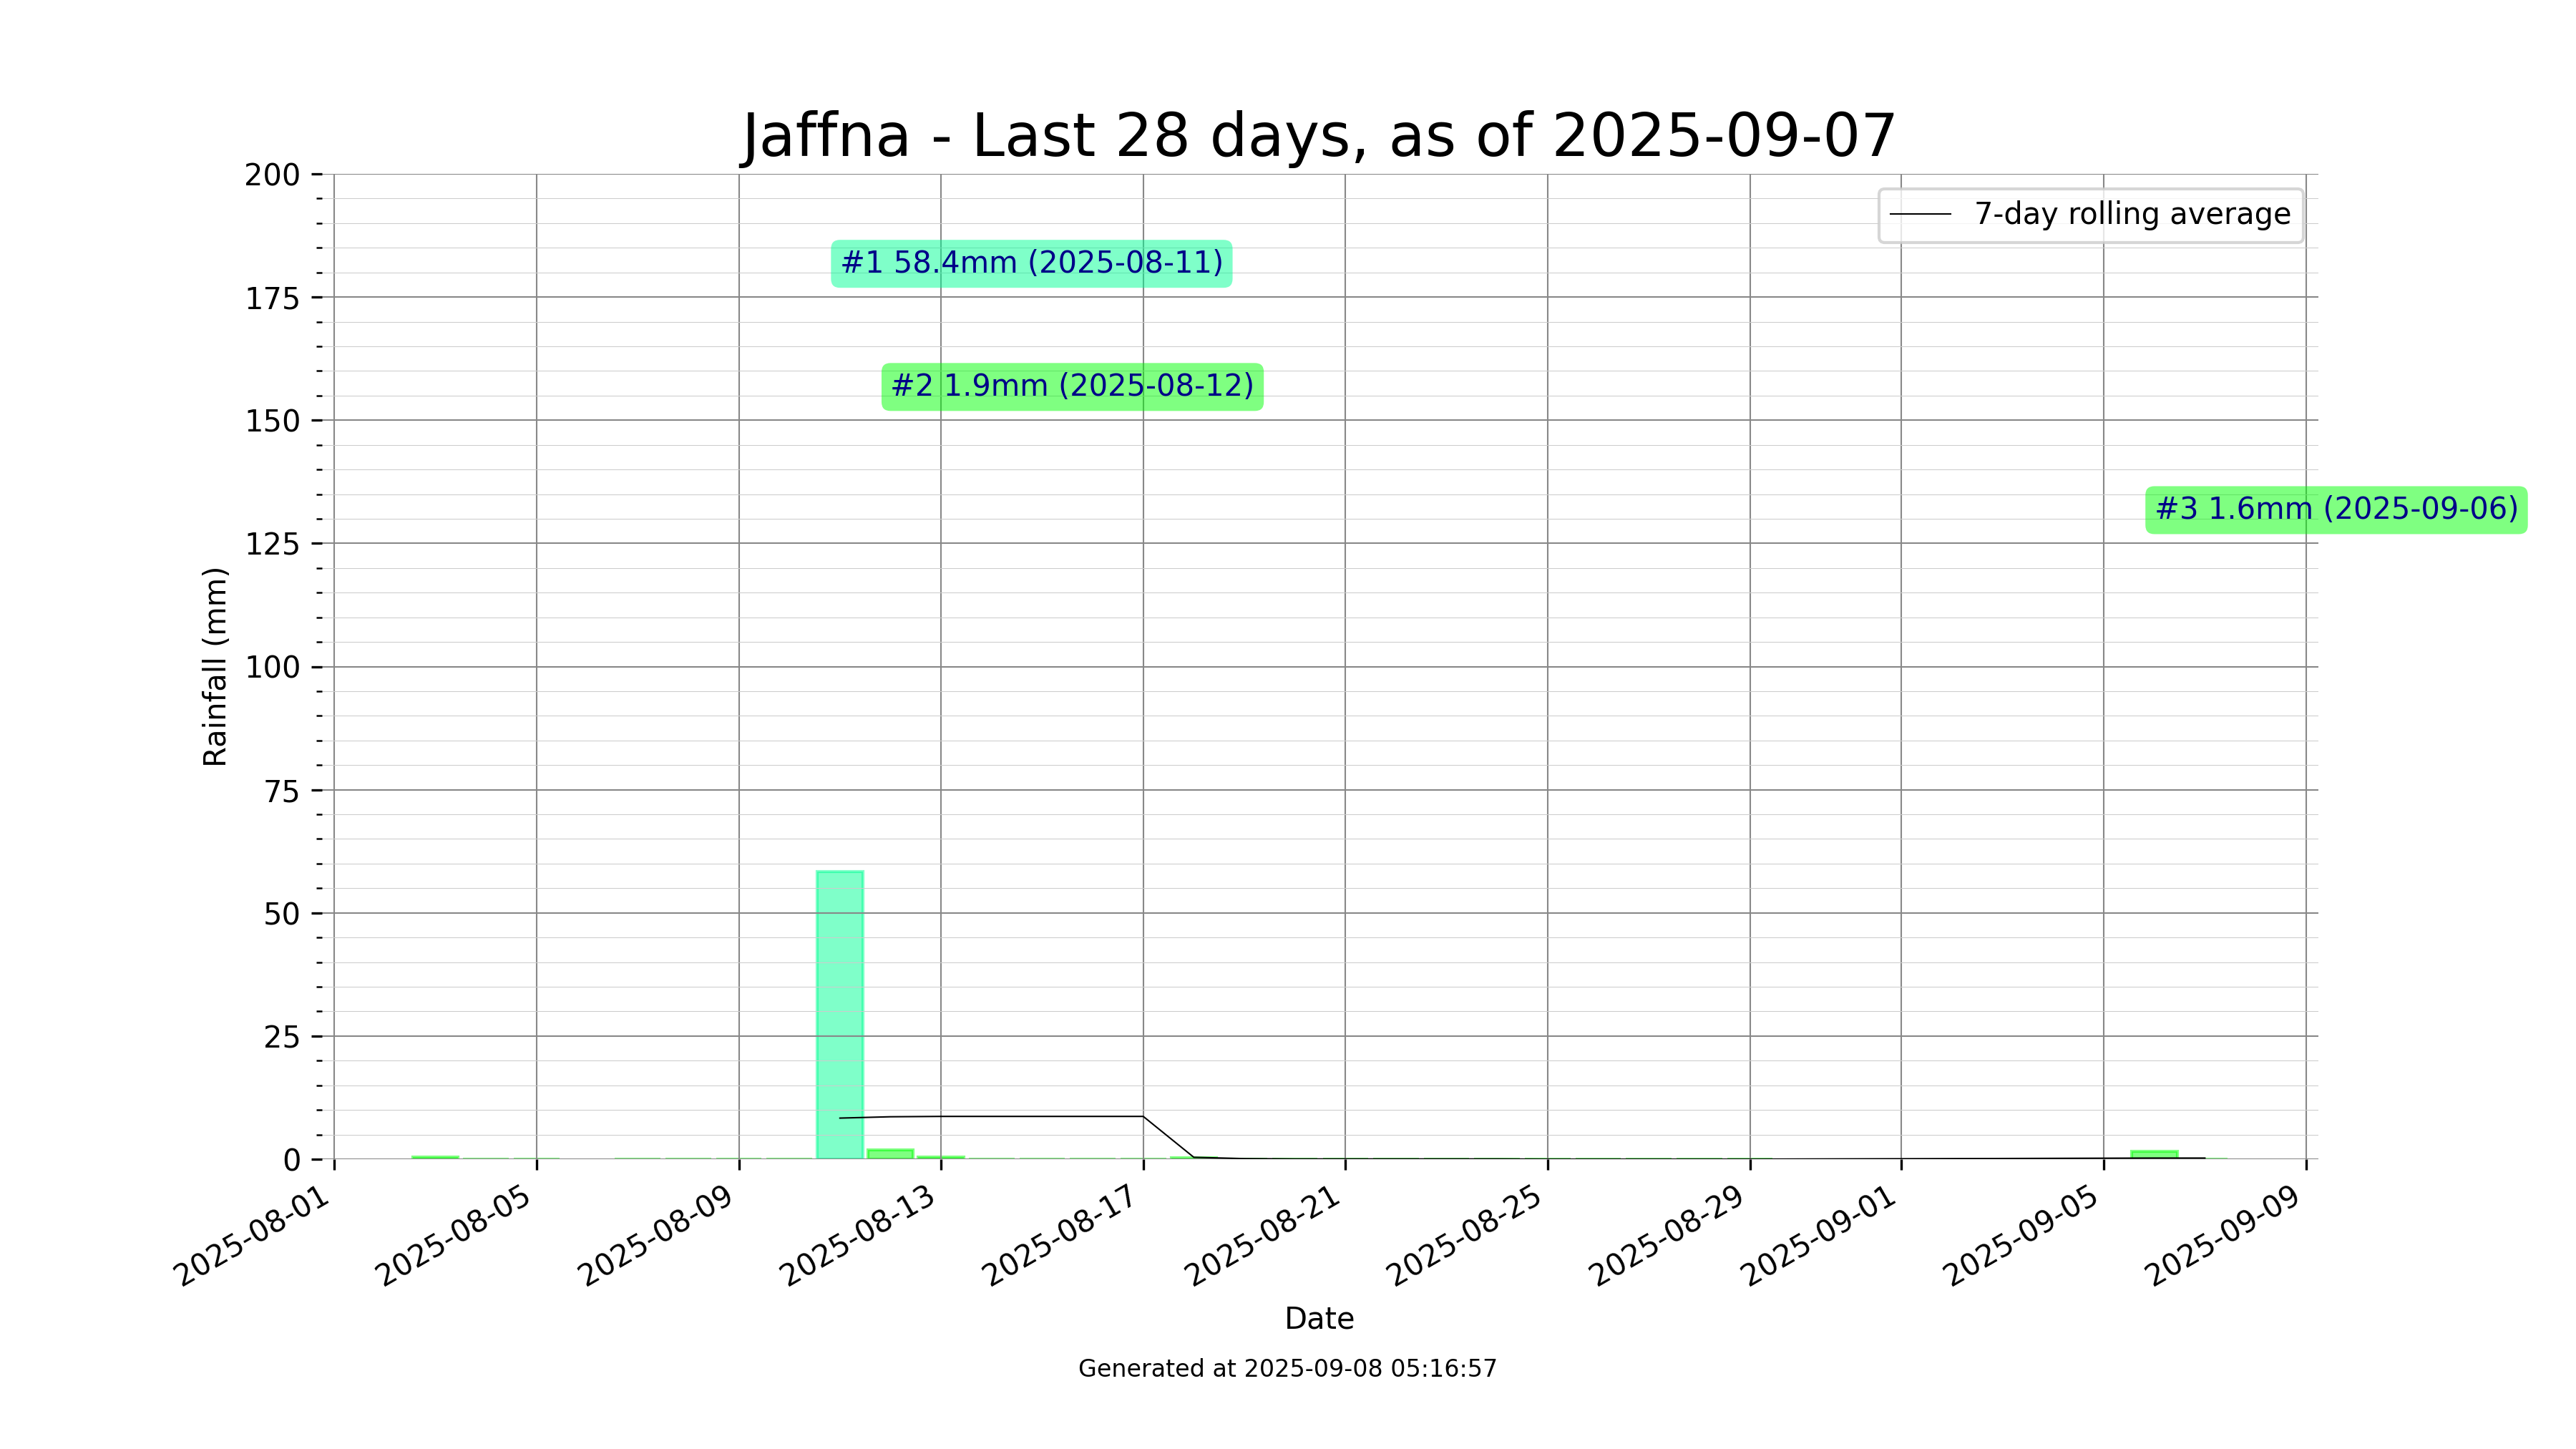 Jaffna - Last 28 days, as of 2025-09-07
7-day rolling average
#1 58.4mm (2025-08-11)
#2 1.9mm (2025-08-12)
#3 1.6mm (2025-09-06)
Rainfall (mm)
200
175
150
125
100
75
50
25
0
2025-08-01
2025-08-05
2025-08-09
2025-08-13
2025-08-17
2025-08-21
2025-08-25
2025-08-29
2025-09-01
2025-09-05
2025-09-09
Date
Generated at 2025-09-08 05:16:57